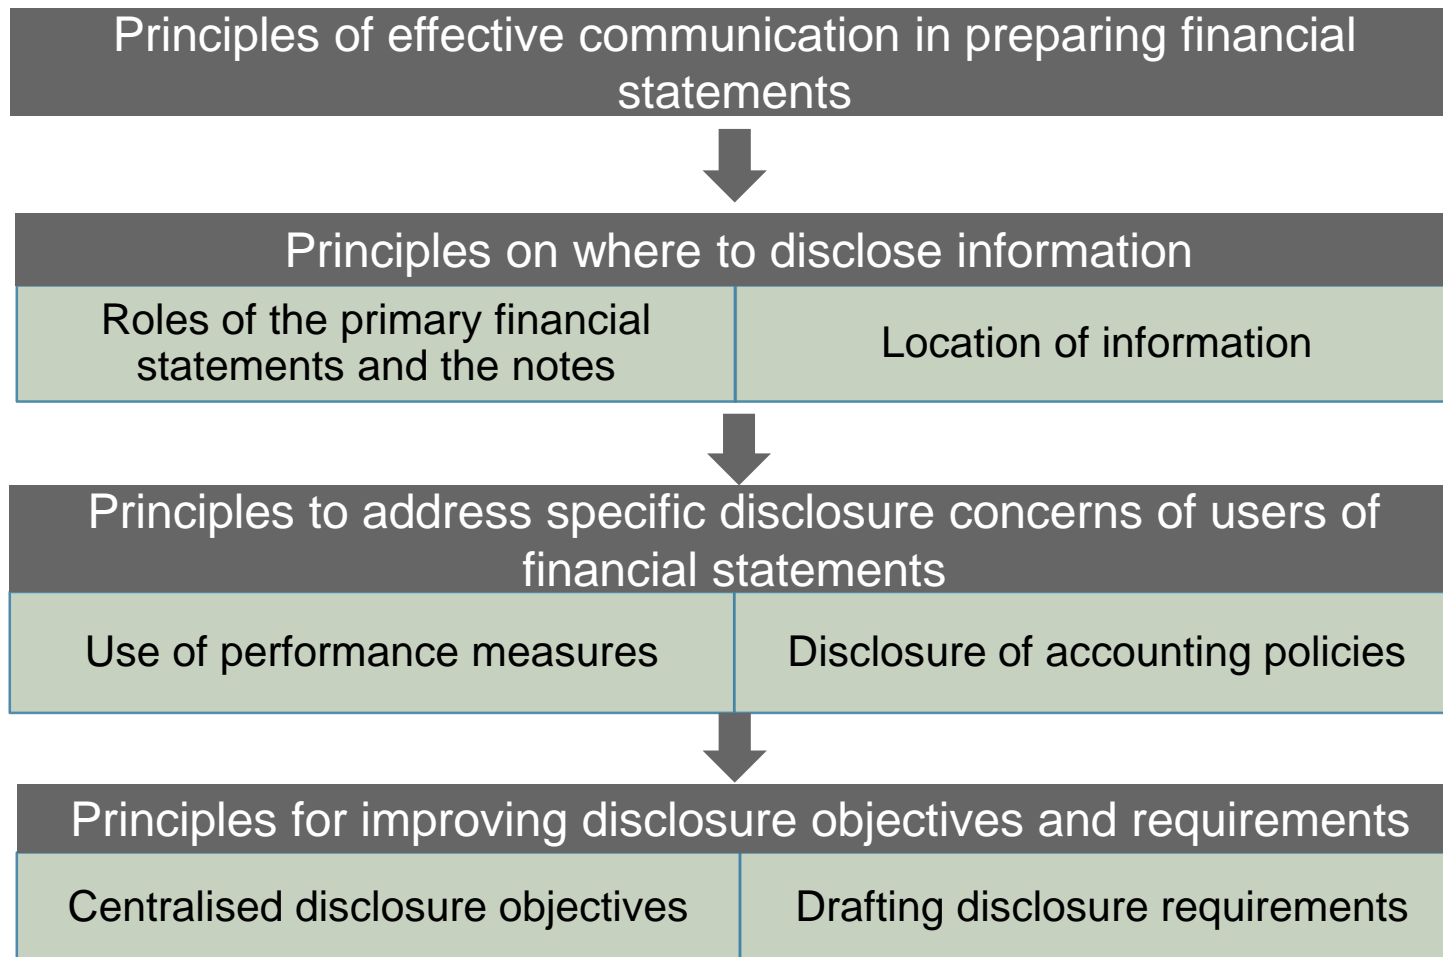 Principles of effective communication in preparing financial
statements
Principles on where to disclose information
Roles of the primary financial
statements and the notes
Location of information
Principles to address specific disclosure concerns of users of
financial statements
Use of performance measures
Disclosure of accounting policies
Principles for improving disclosure objectives and requirements
Centralised disclosure objectives
Drafting disclosure requirements